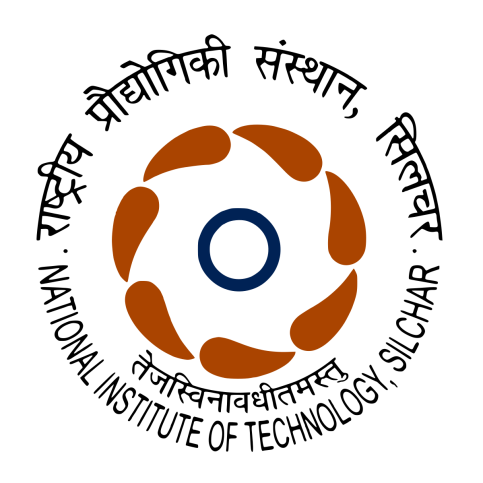 राष्ट्रीय प्रौद्योगिकी संस्थान, सिलचर
तेजस्विनावधीतमस्तु
NATIONAL INSTITUTE OF TECHNOLOGY, SILCHAR